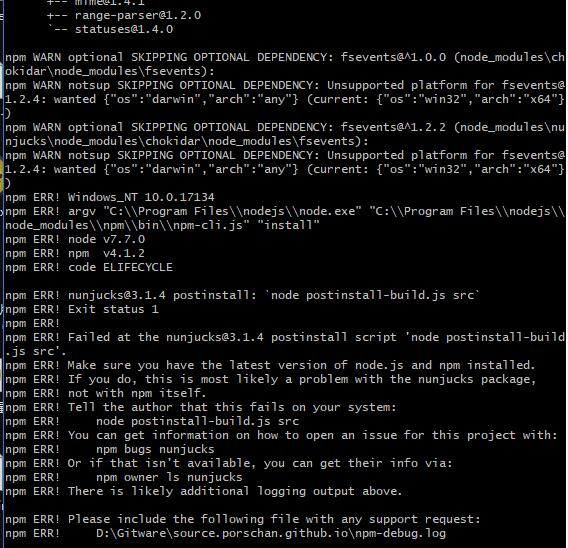 +-- mime@1.4.1
+-- range-parser@1.2.0
`-- statuses@1.4.0
npm WARN optional SKIPPING OPTIONAL DEPENDENCY: fsevents@^1.0.0 (node_modules\ch
okidar\node_modules\fsevents):
npm WARN notsup SKIPPING OPTIONAL DEPENDENCY: Unsupported platform for fsevents@
1.2.4: wanted {"os":"darwin","arch":"any"} (current: {"os":"win32","arch":"x64"}
)
npm WARN optional SKIPPING OPTIONAL DEPENDENCY: fsevents@^1.2.2 (node_modules\nu
njucks\node_modules\chokidar\node_modules\fsevents):
npm WARN notsup SKIPPING OPTIONAL DEPENDENCY: Unsupported platform for fsevents@
1.2.4: wanted {"os":"darwin","arch":"any"} (current: {"os":"win32","arch":"x64"}
)
npm ERR! Windows_NT 10.0.17134
npm ERR! argv "C:\\Program Files\\nodejs\\node.exe" "C:\\Program Files\\nodejs\\
node_modules\\npm\\bin\\npm-cli.js" "install"
npm ERR! node v7.7.0
npm ERR! npm  v4.1.2
npm ERR! code ELIFECYCLE
npm ERR! nunjucks@3.1.4 postinstall: `node postinstall-build.js src`
npm ERR! Exit status 1
npm ERR!
npm ERR! Failed at the nunjucks@3.1.4 postinstall script 'node postinstall-build
.js src'.
npm ERR! Make sure you have the latest version of node.js and npm installed.
npm ERR! If you do, this is most likely a problem with the nunjucks package,
npm ERR! not with npm itself.
npm ERR! Tell the author that this fails on your system:
npm ERR!     node postinstall-build.js src
npm ERR! You can get information on how to open an issue for this project with:
npm ERR!     npm bugs nunjucks
npm ERR! Or if that isn't available, you can get their info via:
npm ERR!     npm owner ls nunjucks
npm ERR! There is likely additional logging output above.
npm ERR! Please include the following file with any support request:
npm ERR!     D:\Gitware\source.porschan.github.io\npm-debug.log